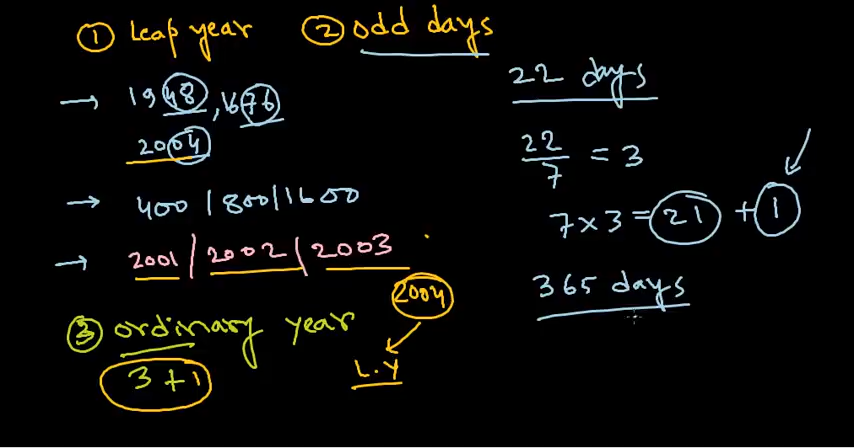 ① Leap year ② odd days
→ 1948, 1676
2004
→ 400 / 800 / 1600
→ 2001 / 2002 / 2003
2004
L.Y
③ ordinary year
3 + 1
22 days
22/7 = 3
7 x 3 = 21 + 1
365 days